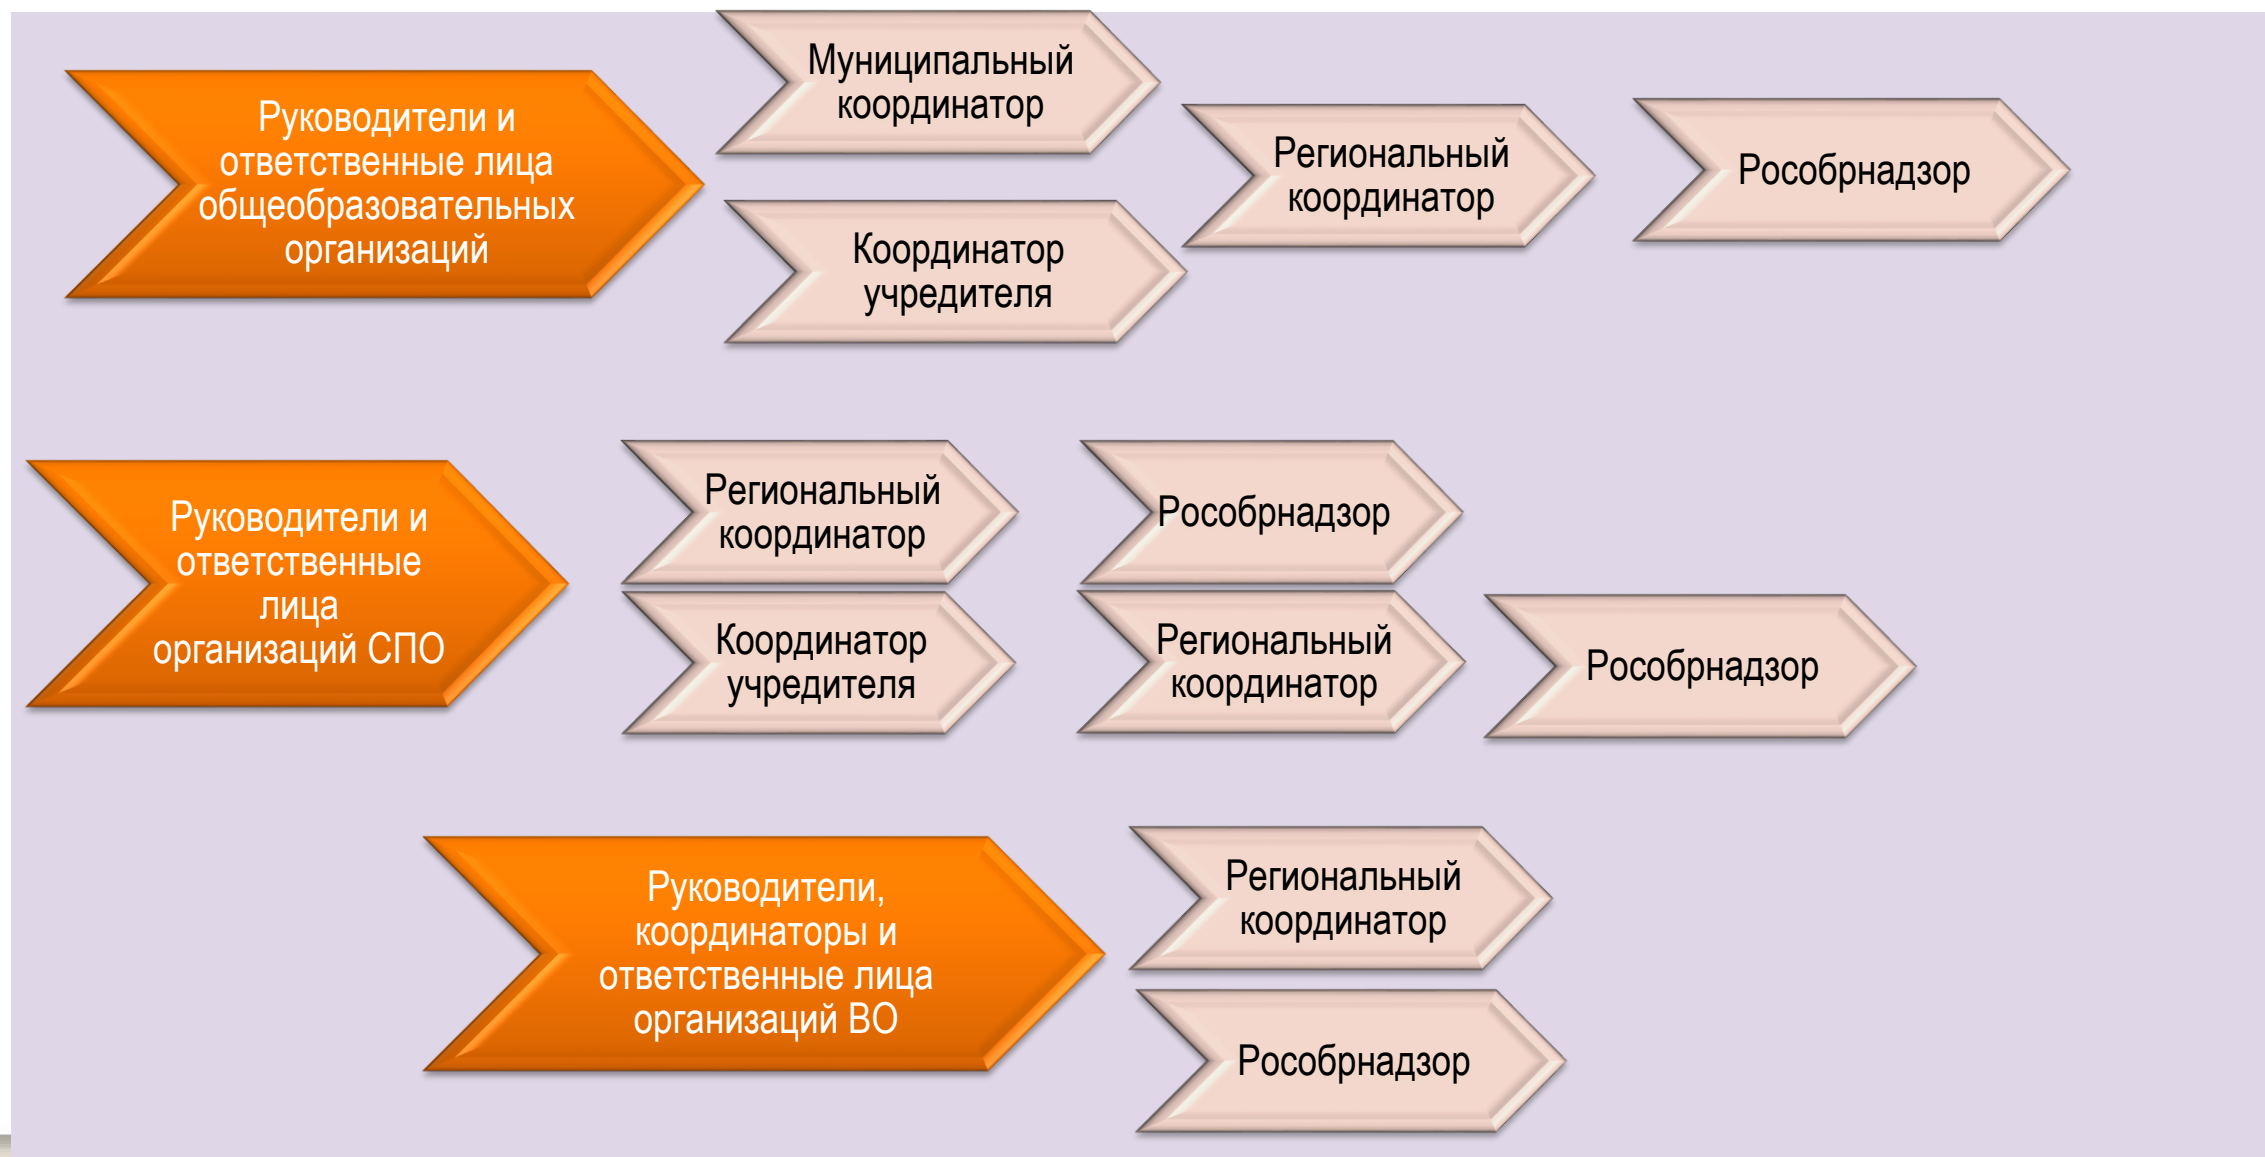 Руководители и
ответственные лица
общеобразовательных
организаций
Муниципальный
координатор
Координатор
учредителя
Региональный
координатор
Рособрнадзор
Руководители и
ответственные
лица
организаций СПО
Региональный
координатор
Рособрнадзор
Координатор
учредителя
Региональный
координатор
Рособрнадзор
Руководители,
координаторы и
ответственные лица
организаций ВО
Региональный
координатор
Рособрнадзор